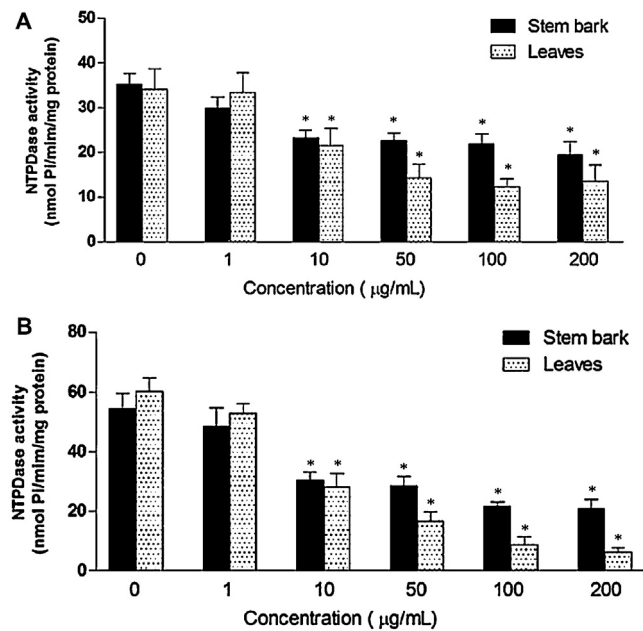 A
50
40
30
20
10
0
NTPDase activity
(nmol PI/mlm/mg protein)
Stem bark
Leaves
* *
* *
* *
* *
0 1 10 50 100 200
Concentration ( μg/mL)
B
80
60
40
20
0
NTPDase activity
(nmol PI/mlm/mg protein)
Stem bark
Leaves
* *
* *
* *
* *
0 1 10 50 100 200
Concentration ( μg/mL)